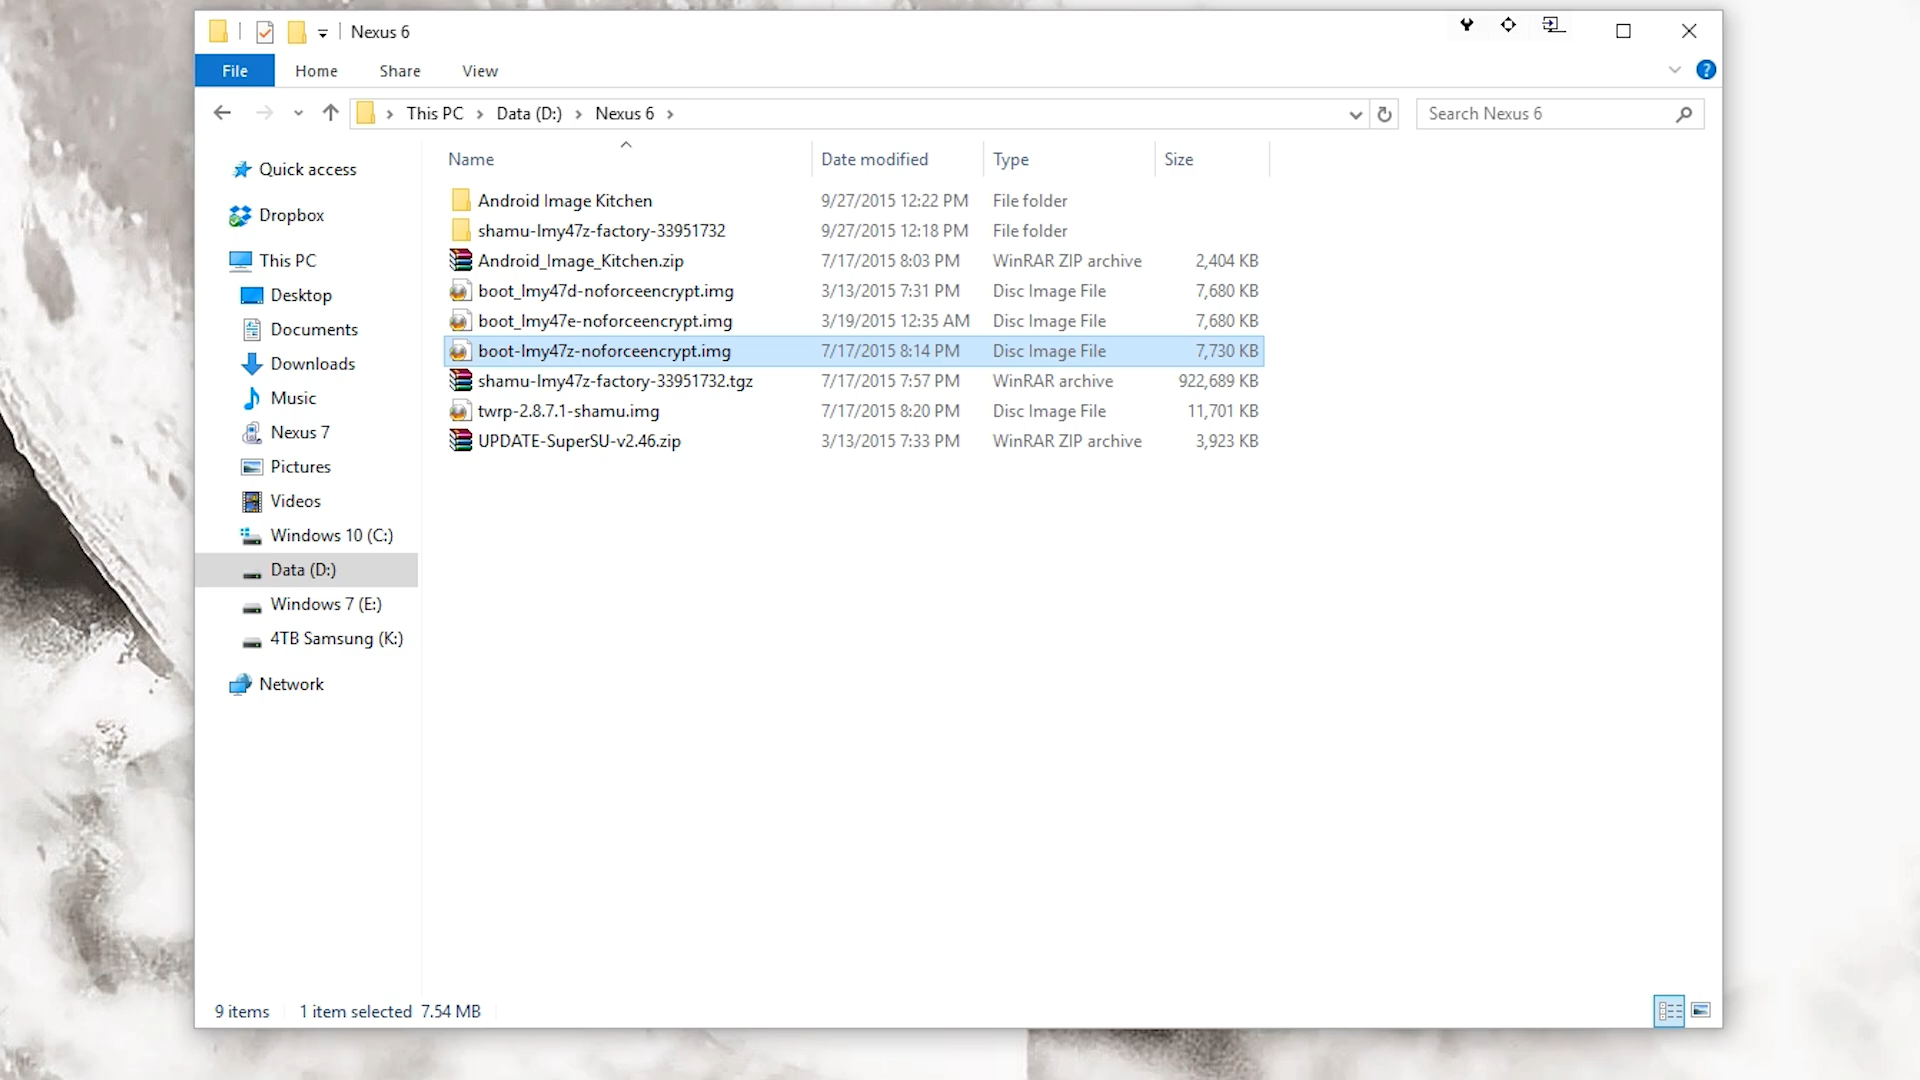 Nexus 6
File Home Share View
This PC Data (D:) Nexus 6
Search Nexus 6
Name Date modified Type Size
Quick access
Dropbox
This PC
Desktop
Documents
Downloads
Music
Nexus 7
Pictures
Videos
Windows 10 (C:)
Data (D:)
Windows 7 (E:)
4TB Samsung (K:)
Network
Android Image Kitchen 9/27/2015 12:22 PM File folder
shamu-lmy47z-factory-33951732 9/27/2015 12:18 PM File folder
Android_Image_Kitchen.zip 7/17/2015 8:03 PM WinRAR ZIP archive 2,404 KB
boot_lmy47d-noforceencrypt.img 3/13/2015 7:31 PM Disc Image File 7,680 KB
boot_lmy47e-noforceencrypt.img 3/19/2015 12:35 AM Disc Image File 7,680 KB
boot-lmy47z-noforceencrypt.img 7/17/2015 8:14 PM Disc Image File 7,730 KB
shamu-lmy47z-factory-33951732.tgz 7/17/2015 7:57 PM WinRAR archive 922,689 KB
twrp-2.8.7.1-shamu.img 7/17/2015 8:20 PM Disc Image File 11,701 KB
UPDATE-SuperSU-v2.46.zip 3/13/2015 7:33 PM WinRAR ZIP archive 3,923 KB
9 items 1 item selected 7.54 MB